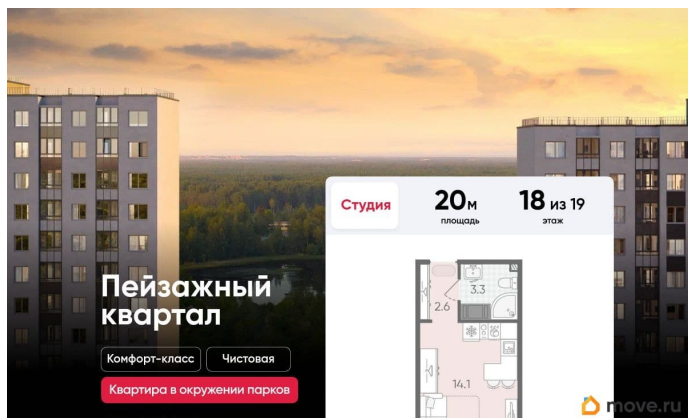 Студия
20м
площадь
18 из 19
этаж
3.3
2.6
Пейзажный
квартал
Комфорт-класс
Чистовая
14.1
Квартира в окружении парков
move.ru